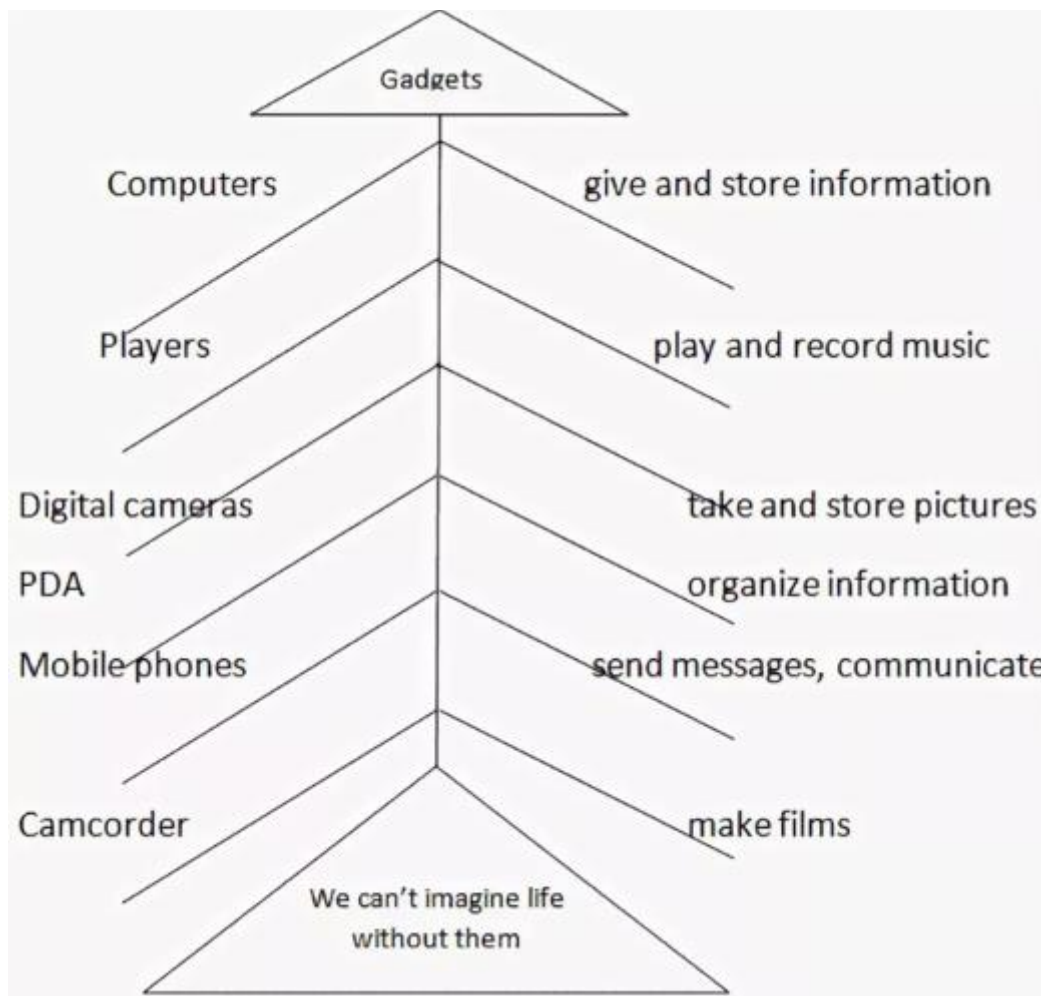 Gadgets
Computers
give and store information
Players
play and record music
Digital cameras
take and store pictures
PDA
organize information
Mobile phones
send messages, communicate
Camcorder
make films
We can't imagine life
without them